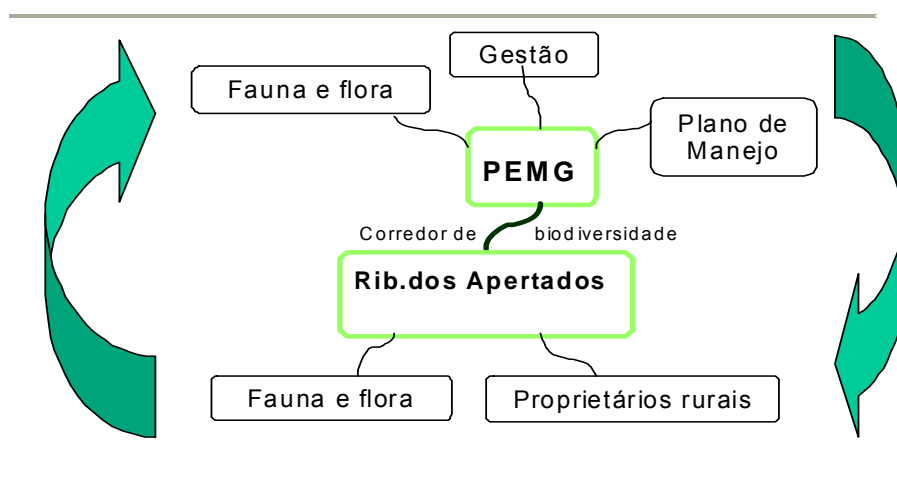 Gestão
Fauna e flora
Plano de
Manejo
PEMG
Corredor de biodiversidade
Rib.dos Apertados
Fauna e flora
Proprietários rurais